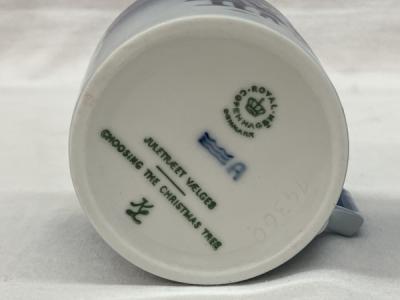 ROYAL
COPENHAGEN
DENMARK
A
JULETRÆET VÆLGES
CHOOSING THE CHRISTMAS TREE